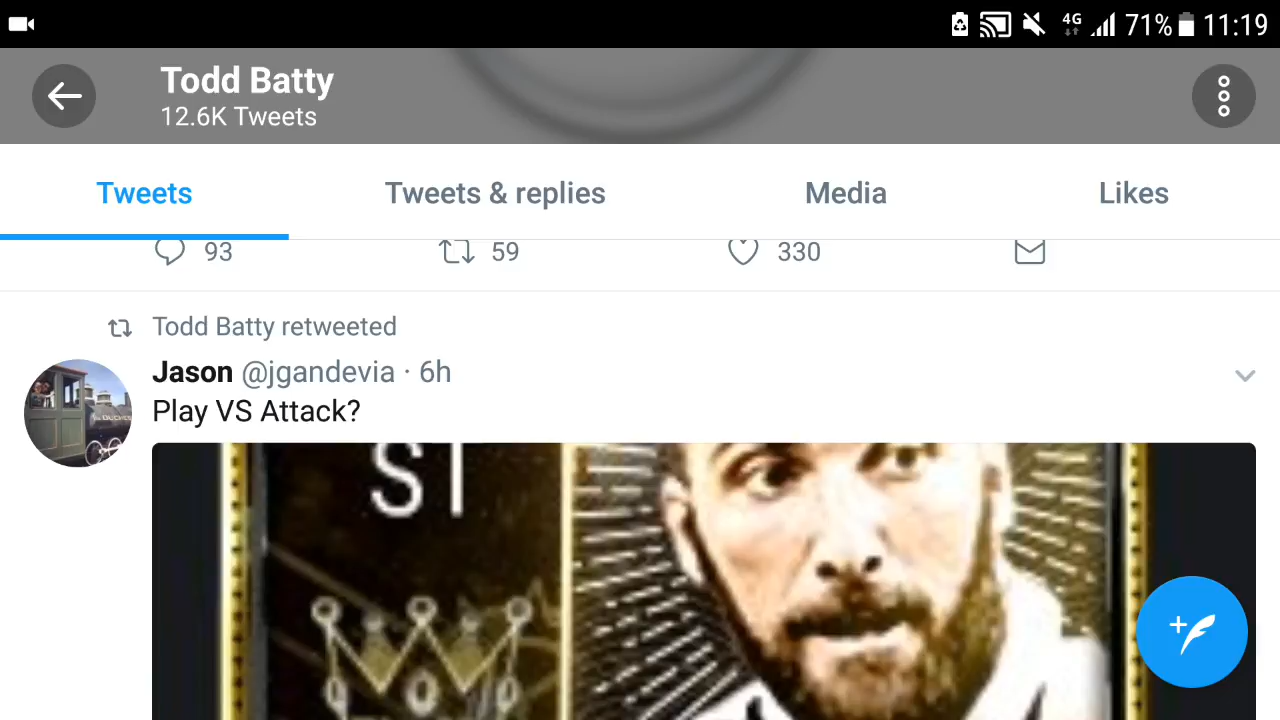 4G 71% 11:19
Todd Batty
12.6K Tweets
Tweets Tweets & replies Media Likes
93 59 330
Todd Batty retweeted
Jason @jgandevia · 6h
Play VS Attack?
ST